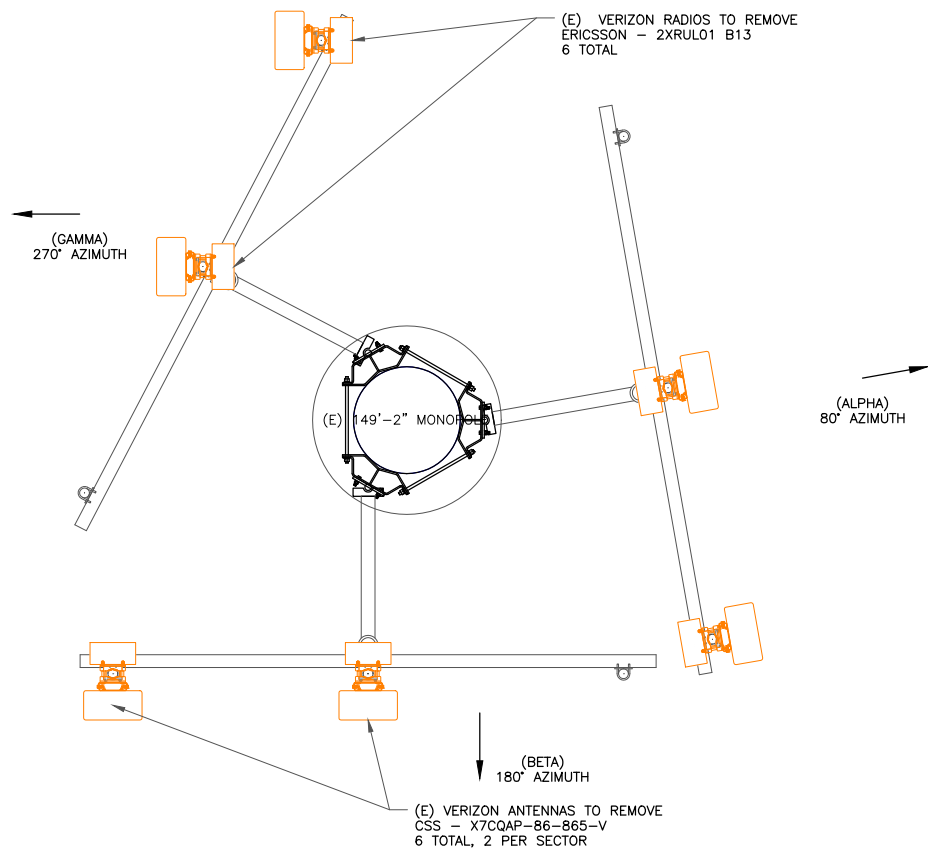 (E) VERIZON RADIOS TO REMOVE
ERICSSON - 2XRUL01 B13
6 TOTAL
(GAMMA)
270° AZIMUTH
(ALPHA)
80° AZIMUTH
(E) 149'-2" MONOPOLE
(BETA)
180° AZIMUTH
(E) VERIZON ANTENNAS TO REMOVE
CSS - X7CQAP-86-865-V
6 TOTAL, 2 PER SECTOR